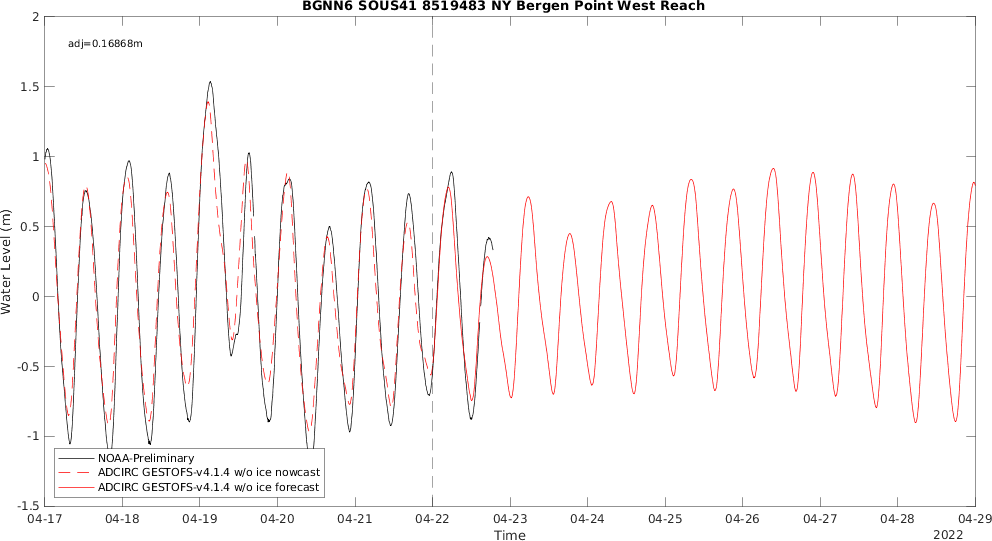 BGNN6 SOUS41 8519483 NY Bergen Point West Reach
adj=0.16868m
2
1.5
1
0.5
0
-0.5
-1
-1.5
Water Level (m)
NOAA-Preliminary
ADCIRC GESTOFS-v4.1.4 w/o ice nowcast
ADCIRC GESTOFS-v4.1.4 w/o ice forecast
04-17 04-18 04-19 04-20 04-21 04-22 04-23 04-24 04-25 04-26 04-27 04-28 04-29
Time
2022